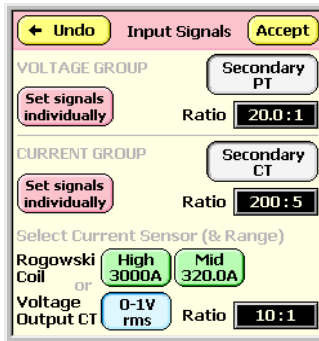 ← Undo Input Signals Accept
VOLTAGE GROUP Secondary
PT
Set signals
individually Ratio 20.0:1
CURRENT GROUP Secondary
CT
Set signals
individually Ratio 200:5
Select Current Sensor (& Range)
Rogowski High Mid
Coil 3000A 320.0A
or
Voltage 0-1V
Output CT rms Ratio 10:1